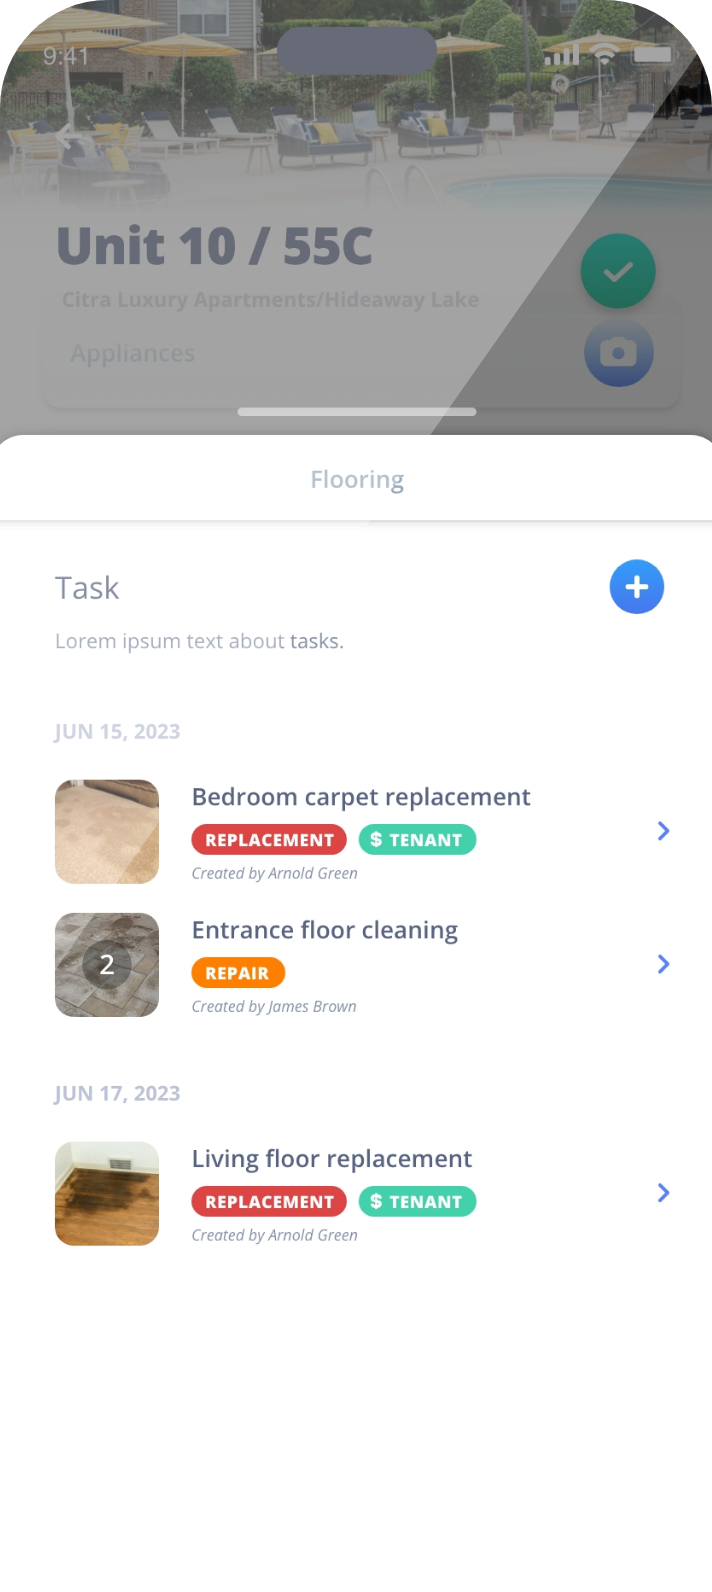 9:41
Unit 10 / 55C
Citra Luxury Apartments/Hideaway Lake
Appliances
Flooring
Task
Lorem ipsum text about tasks.
JUN 15, 2023
Bedroom carpet replacement
REPLACEMENT $ TENANT
Created by Arnold Green
2
Entrance floor cleaning
REPAIR
Created by James Brown
JUN 17, 2023
Living floor replacement
REPLACEMENT $ TENANT
Created by Arnold Green